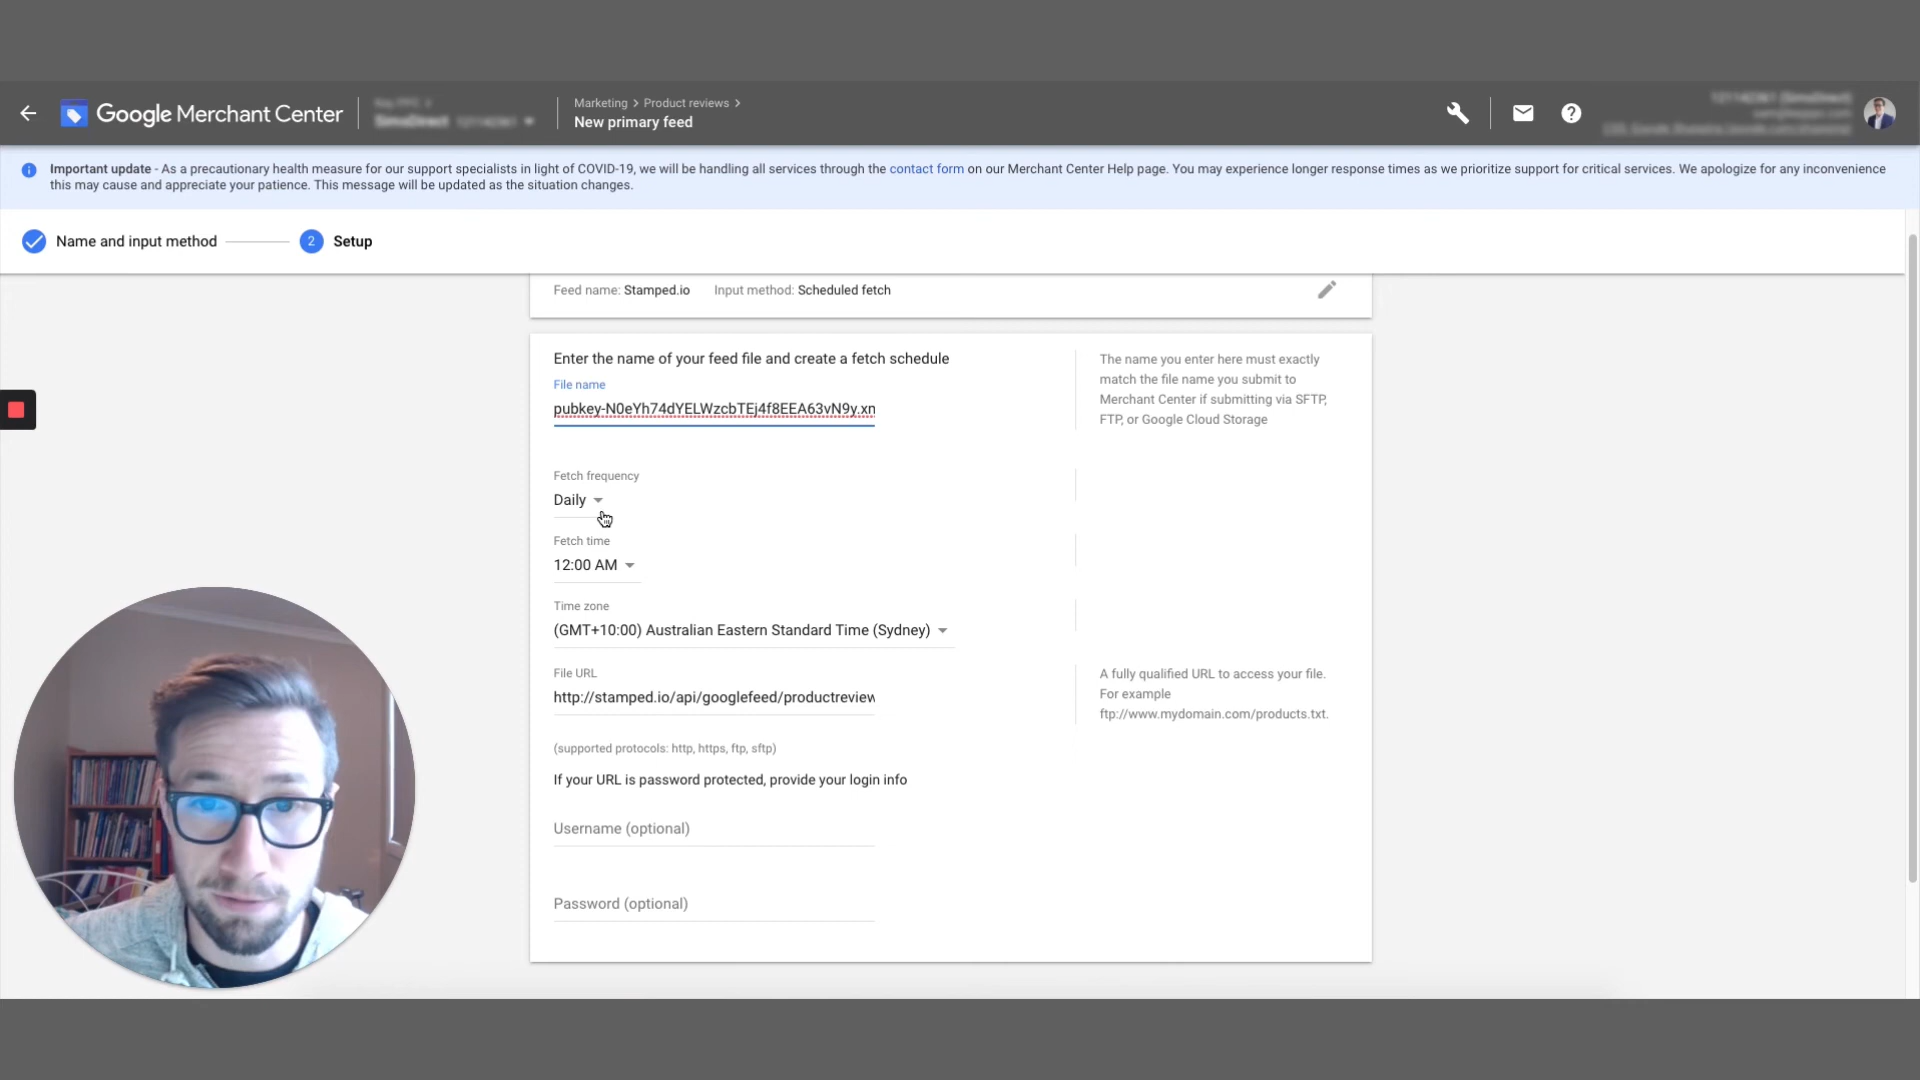 Google Merchant Center
Marketing > Product reviews >
New primary feed
Important update - As a precautionary health measure for our support specialists in light of COVID-19, we will be handling all services through the contact form on our Merchant Center Help page. You may experience longer response times as we prioritize support for critical services. We apologize for any inconvenience
this may cause and appreciate your patience. This message will be updated as the situation changes.
Name and input method
2 Setup
Feed name: Stamped.io Input method: Scheduled fetch
Enter the name of your feed file and create a fetch schedule
File name
pubkey-N0eYh74dYELWzcbTEj4f8EEA63vN9y.xn
The name you enter here must exactly
match the file name you submit to
Merchant Center if submitting via SFTP,
FTP, or Google Cloud Storage
Fetch frequency
Daily
Fetch time
12:00 AM
Time zone
(GMT+10:00) Australian Eastern Standard Time (Sydney)
File URL
http://stamped.io/api/googlefeed/productreview
A fully qualified URL to access your file.
For example
ftp://www.mydomain.com/products.txt.
(supported protocols: http, https, ftp, sftp)
If your URL is password protected, provide your login info
Username (optional)
Password (optional)